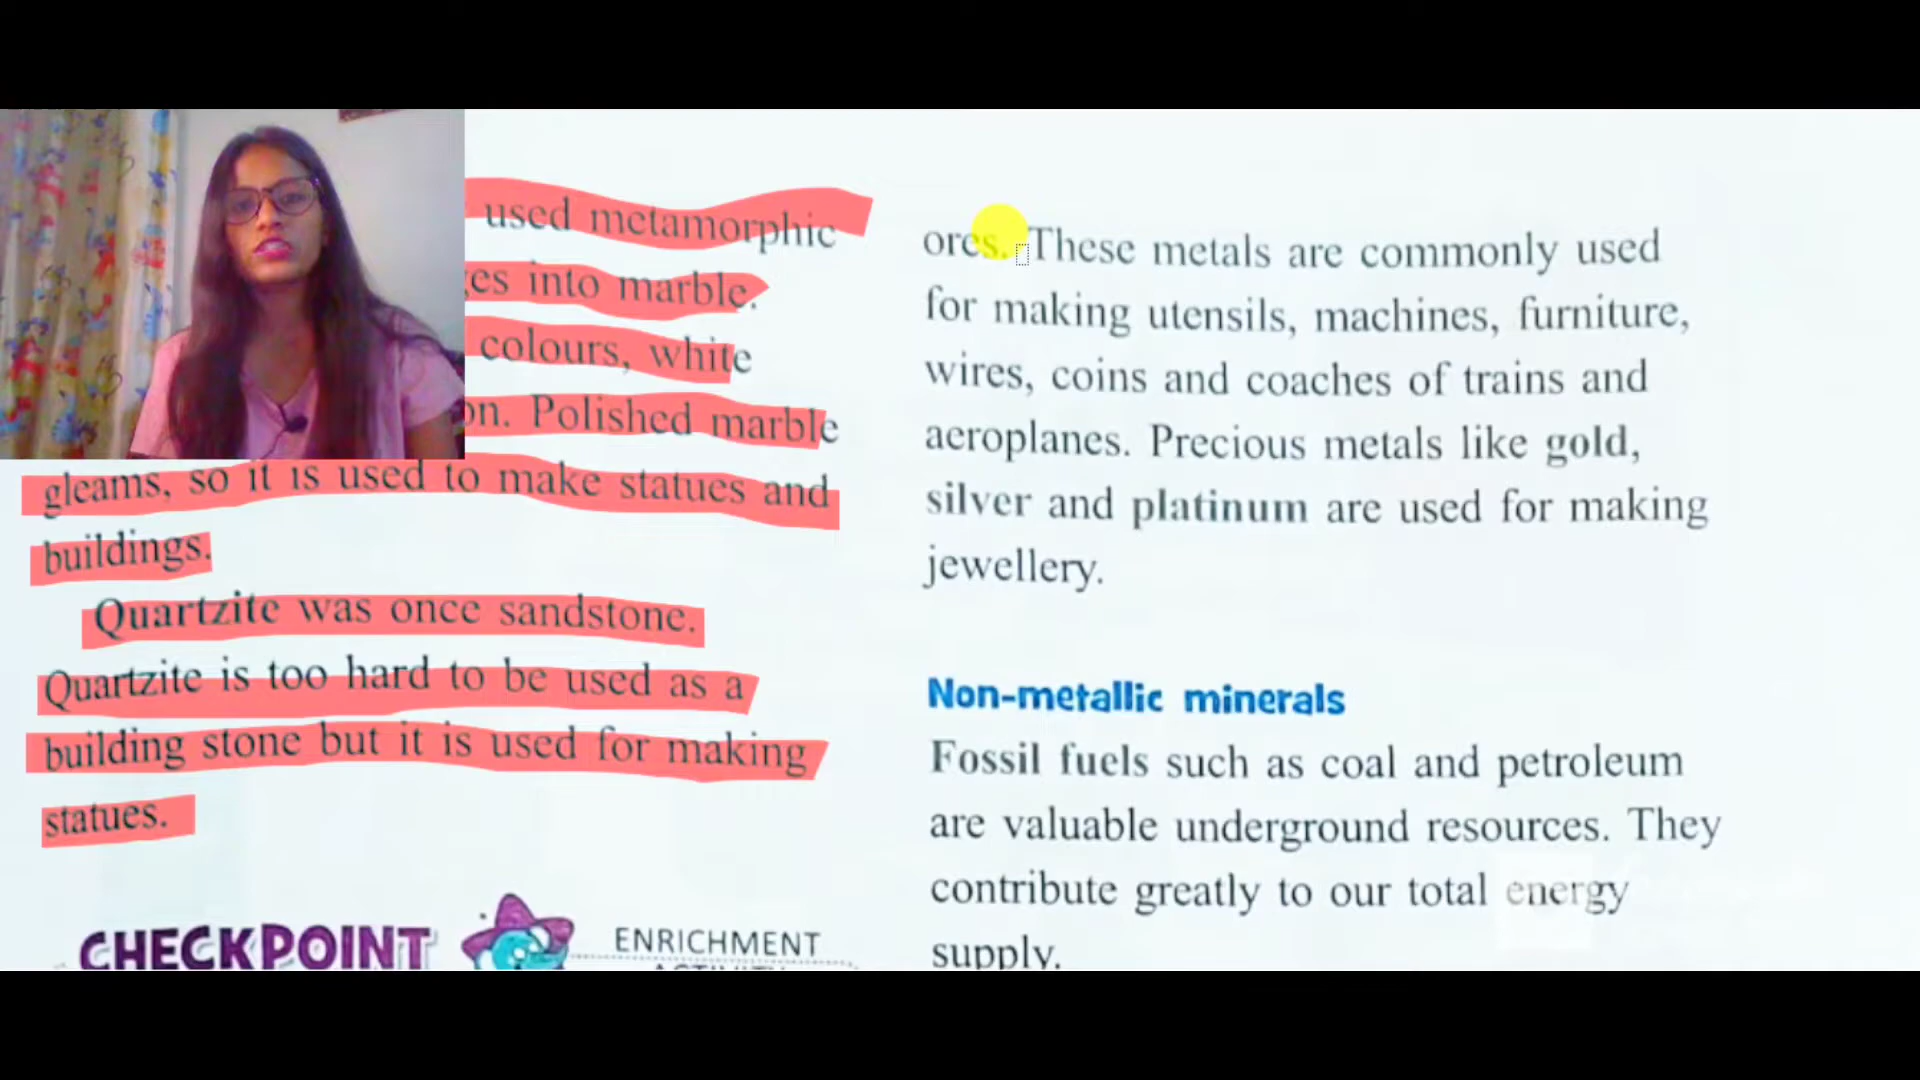 used metamorphic
into marble.
colours, white
Polished marble
gleams, so it is used to make statues and
buildings.
Quartzite was once sandstone.
Quartzite is too hard to be used as a
building stone but it is used for making
statues.
CHECKPOINT
ENRICHMENT
ores. These metals are commonly used
for making utensils, machines, furniture,
wires, coins and coaches of trains and
aeroplanes. Precious metals like gold,
silver and platinum are used for making
jewellery.
Non-metallic minerals
Fossil fuels such as coal and petroleum
are valuable underground resources. They
contribute greatly to our total energy
supply.